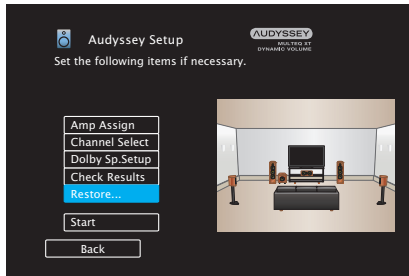 Audyssey Setup
AUDYSSEY
MULTEQ XT
DYNAMIC VOLUME
Set the following items if necessary.
Amp Assign
Channel Select
Dolby Sp.Setup
Check Results
Restore...
Start
Back